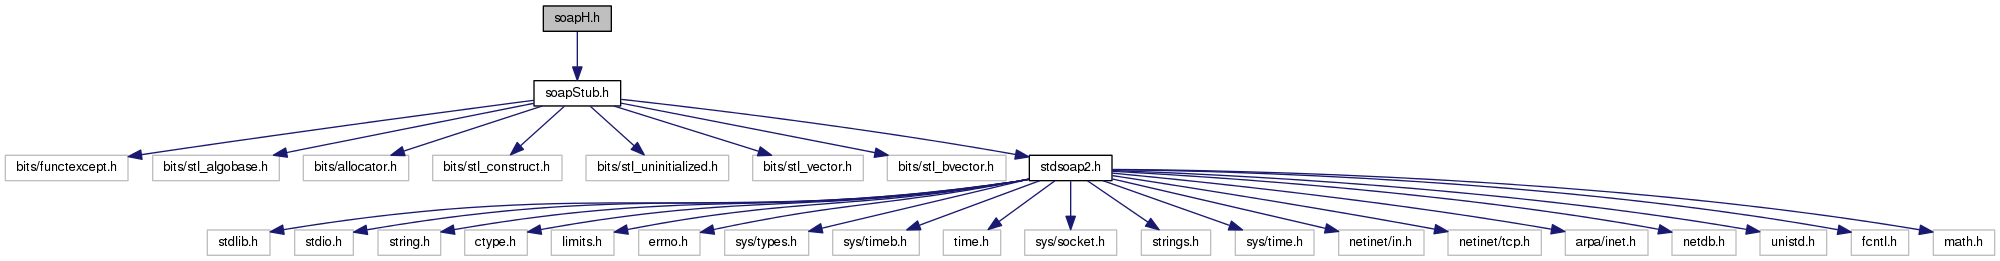 soapH.h
soapStub.h
bits/functexcept.h
bits/stl_algobase.h
bits/allocator.h
bits/stl_construct.h
bits/stl_uninitialized.h
bits/stl_vector.h
bits/stl_bvector.h
stdsoap2.h
stdlib.h
stdio.h
string.h
ctype.h
limits.h
errno.h
sys/types.h
sys/timeb.h
time.h
sys/socket.h
strings.h
sys/time.h
netinet/in.h
netinet/tcp.h
arpa/inet.h
netdb.h
unistd.h
fcntl.h
math.h